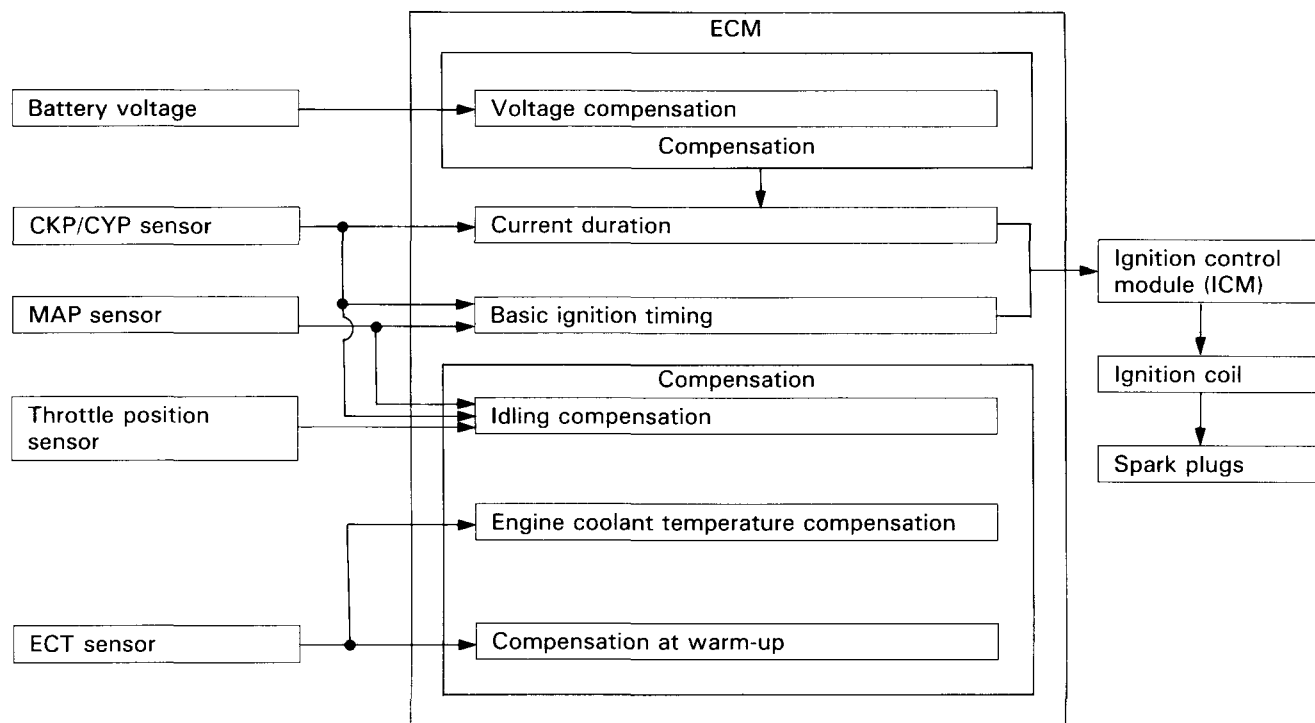 ECM
Battery voltage
Voltage compensation
Compensation
CKP/CYP sensor
Current duration
Ignition control
module (ICM)
MAP sensor
Basic ignition timing
Compensation
Ignition coil
Throttle position
sensor
Idling compensation
Spark plugs
Engine coolant temperature compensation
ECT sensor
Compensation at warm-up